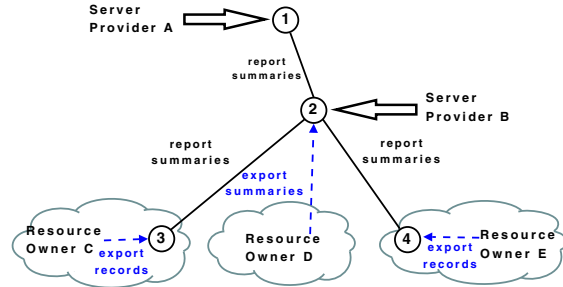 Server
Provider A
1
report
summaries
2
Server
Provider B
report
summaries
export
summaries
report
summaries
Resource
Owner C
3
export
records
Resource
Owner D
4
Resource
Owner E
export
records